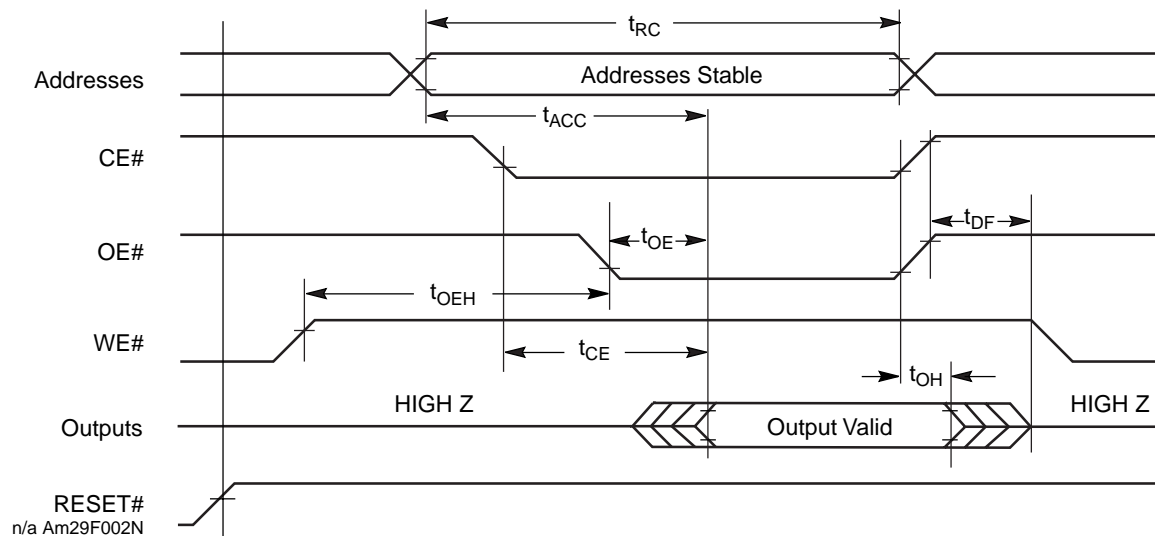 tRC
Addresses
Addresses Stable
tACC
CE#
tDF
OE#
tOE
tOEH
WE#
tCE
tOH
HIGH Z
HIGH Z
Outputs
Output Valid
RESET#
n/a Am29F002N